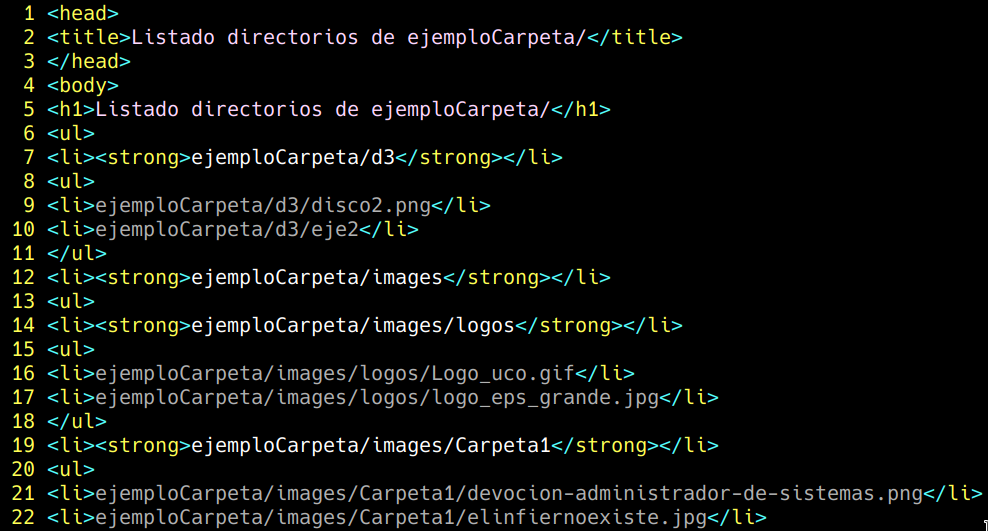 1 <head>
2 <title>Listado directorios de ejemploCarpeta/</title>
3 </head>
4 <body>
5 <h1>Listado directorios de ejemploCarpeta/</h1>
6 <ul>
7 <li><strong>ejemploCarpeta/d3</strong></li>
8 <ul>
9 <li>ejemploCarpeta/d3/disco2.png</li>
10 <li>ejemploCarpeta/d3/eje2</li>
11 </ul>
12 <li><strong>ejemploCarpeta/images</strong></li>
13 <ul>
14 <li><strong>ejemploCarpeta/images/logos</strong></li>
15 <ul>
16 <li>ejemploCarpeta/images/logos/Logo_uco.gif</li>
17 <li>ejemploCarpeta/images/logos/logo_eps_grande.jpg</li>
18 </ul>
19 <li><strong>ejemploCarpeta/images/Carpeta1</strong></li>
20 <ul>
21 <li>ejemploCarpeta/images/Carpeta1/devocion-administrador-de-sistemas.png</li>
22 <li>ejemploCarpeta/images/Carpeta1/elinfiernoexiste.jpg</li>